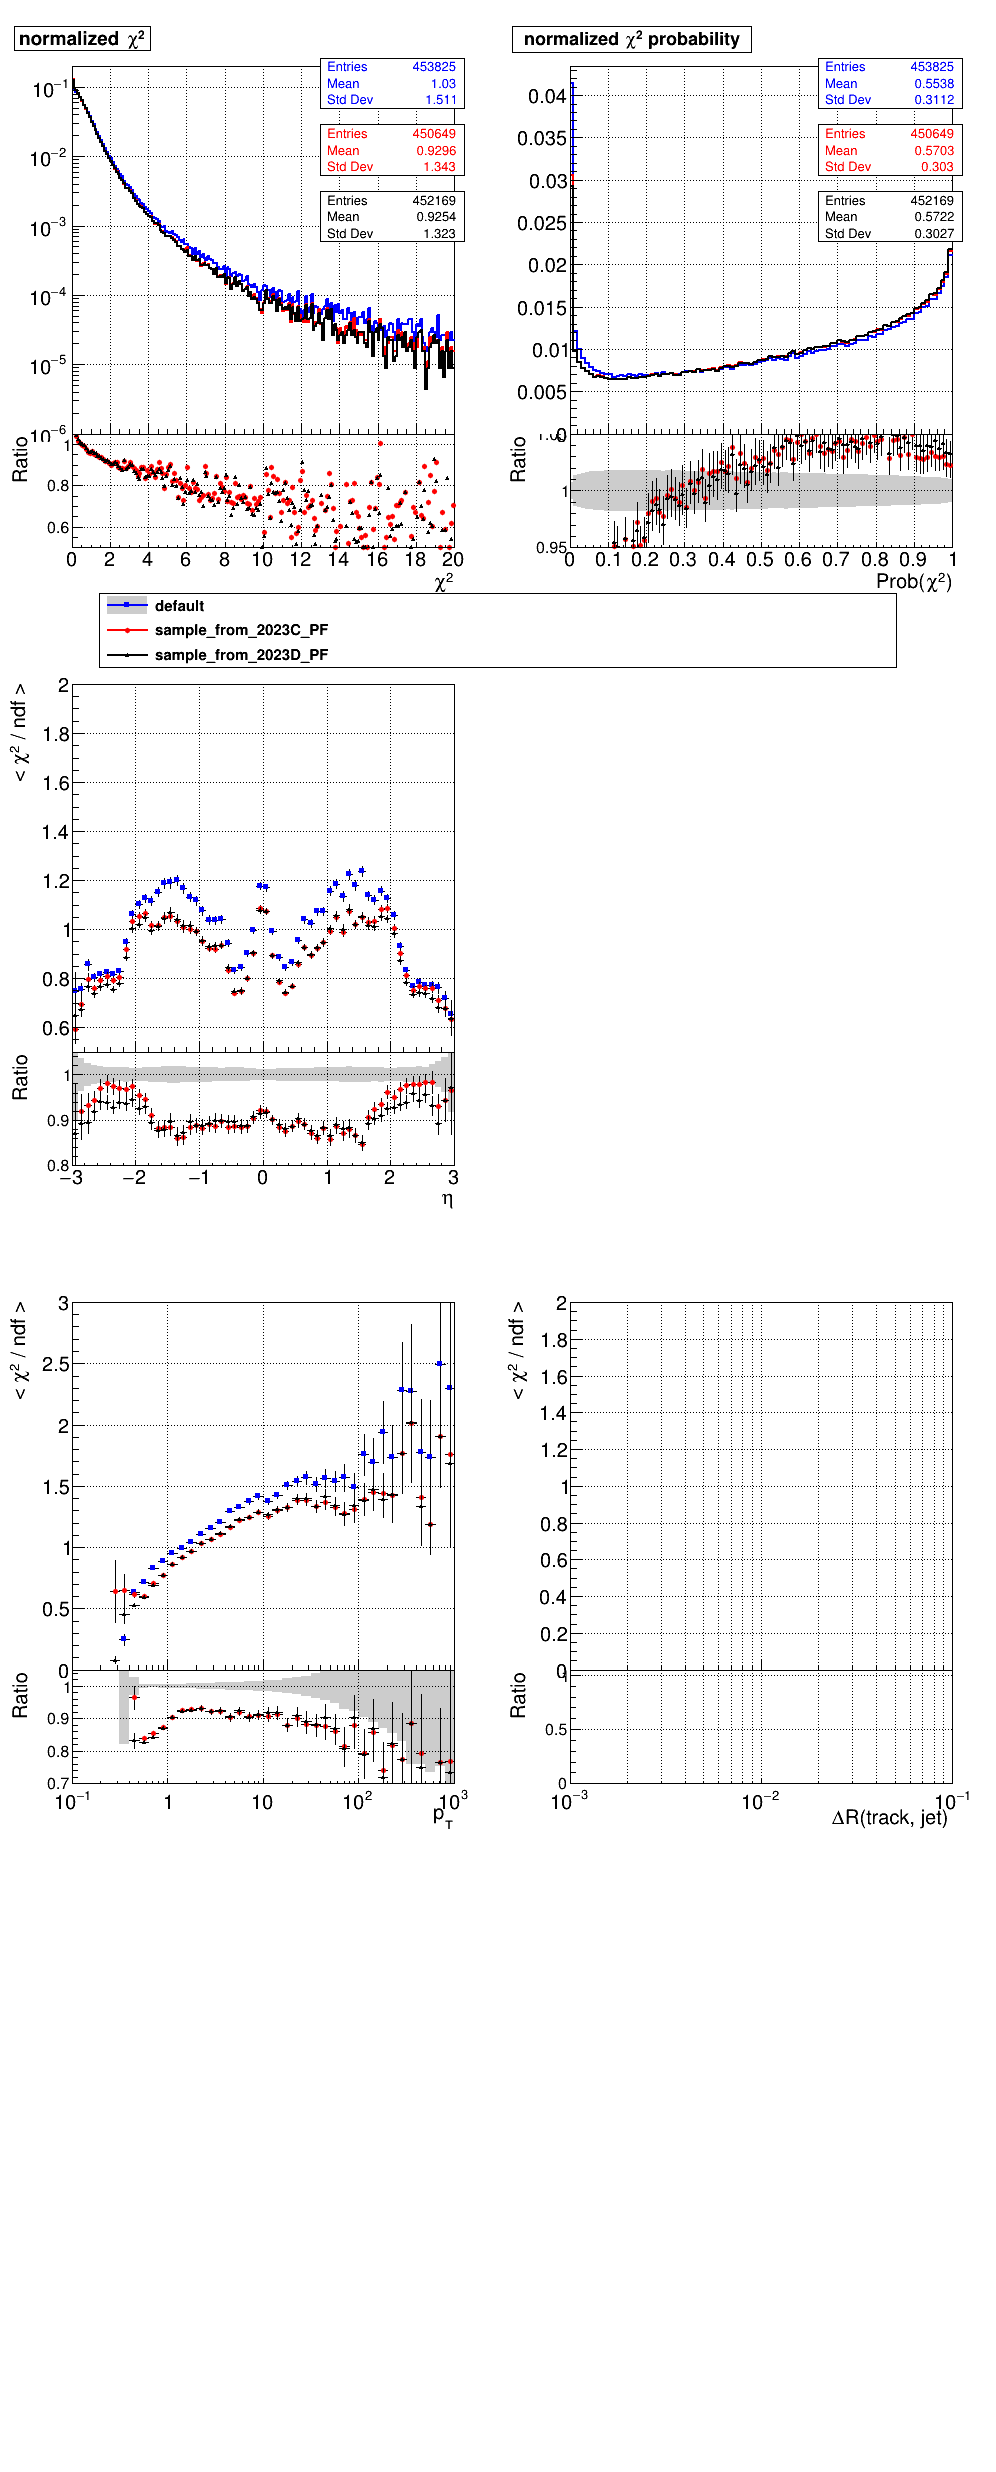 normalized χ²
normalized χ² probability
Entries 453825
Mean 1.03
Std Dev 1.511
Entries 450649
Mean 0.9296
Std Dev 1.343
Entries 452169
Mean 0.9254
Std Dev 1.323
10⁻¹
10⁻²
10⁻³
10⁻⁴
10⁻⁵
10⁻⁶
Ratio
1
0.8
0.6
0 2 4 6 8 10 12 14 16 18 20
χ²
Entries 453825
Mean 0.5538
Std Dev 0.3112
Entries 450649
Mean 0.5703
Std Dev 0.303
Entries 452169
Mean 0.5722
Std Dev 0.3027
0.04
0.035
0.03
0.025
0.02
0.015
0.01
0.005
0
Ratio
1
0.95
0 0.1 0.2 0.3 0.4 0.5 0.6 0.7 0.8 0.9 1
Prob(χ²)
default
sample_from_2023C_PF
sample_from_2023D_PF
< χ² / ndf >
2
1.8
1.6
1.4
1.2
1
0.8
0.6
Ratio
1
0.9
0.8
−3 −2 −1 0 1 2 3
η
< χ² / ndf >
3
2.5
2
1.5
1
0.5
0
Ratio
1
0.9
0.8
0.7
10⁻¹ 1 10 10² 10³
p_T
< χ² / ndf >
2
1.8
1.6
1.4
1.2
1
0.8
0.6
0.4
0.2
0
Ratio
1
0.5
0
10⁻³ 10⁻² 10⁻¹
ΔR(track, jet)